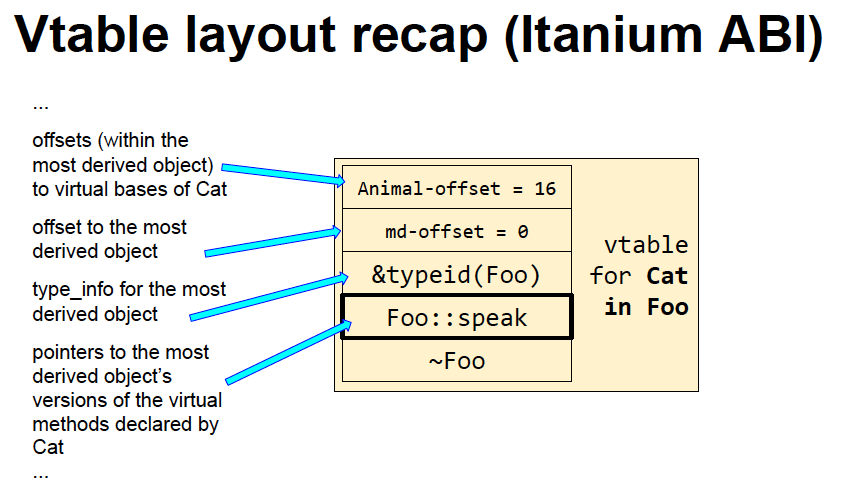 Vtable layout recap (Itanium ABI)
...
offsets (within the
most derived object)
to virtual bases of Cat
offset to the most
derived object
type_info for the most
derived object
pointers to the most
derived object’s
versions of the virtual
methods declared by
Cat
...
Animal-offset = 16
md-offset = 0
&typeid(Foo)
Foo::speak
~Foo
vtable
for Cat
in Foo